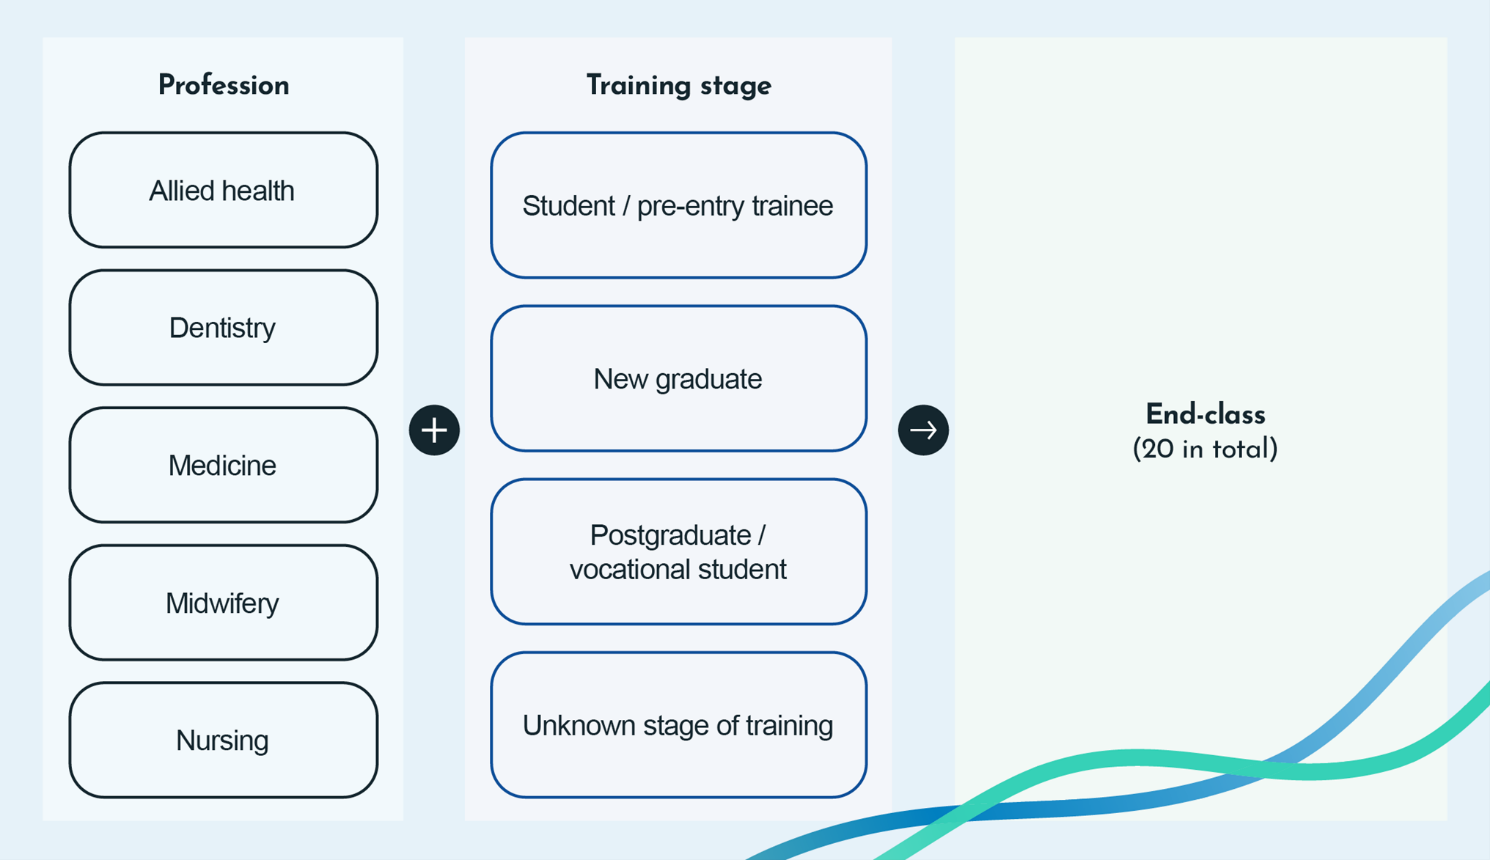 Profession
Allied health
Dentistry
Medicine
Midwifery
Nursing
+
Training stage
Student / pre-entry trainee
New graduate
Postgraduate /
vocational student
Unknown stage of training
→
End-class
(20 in total)